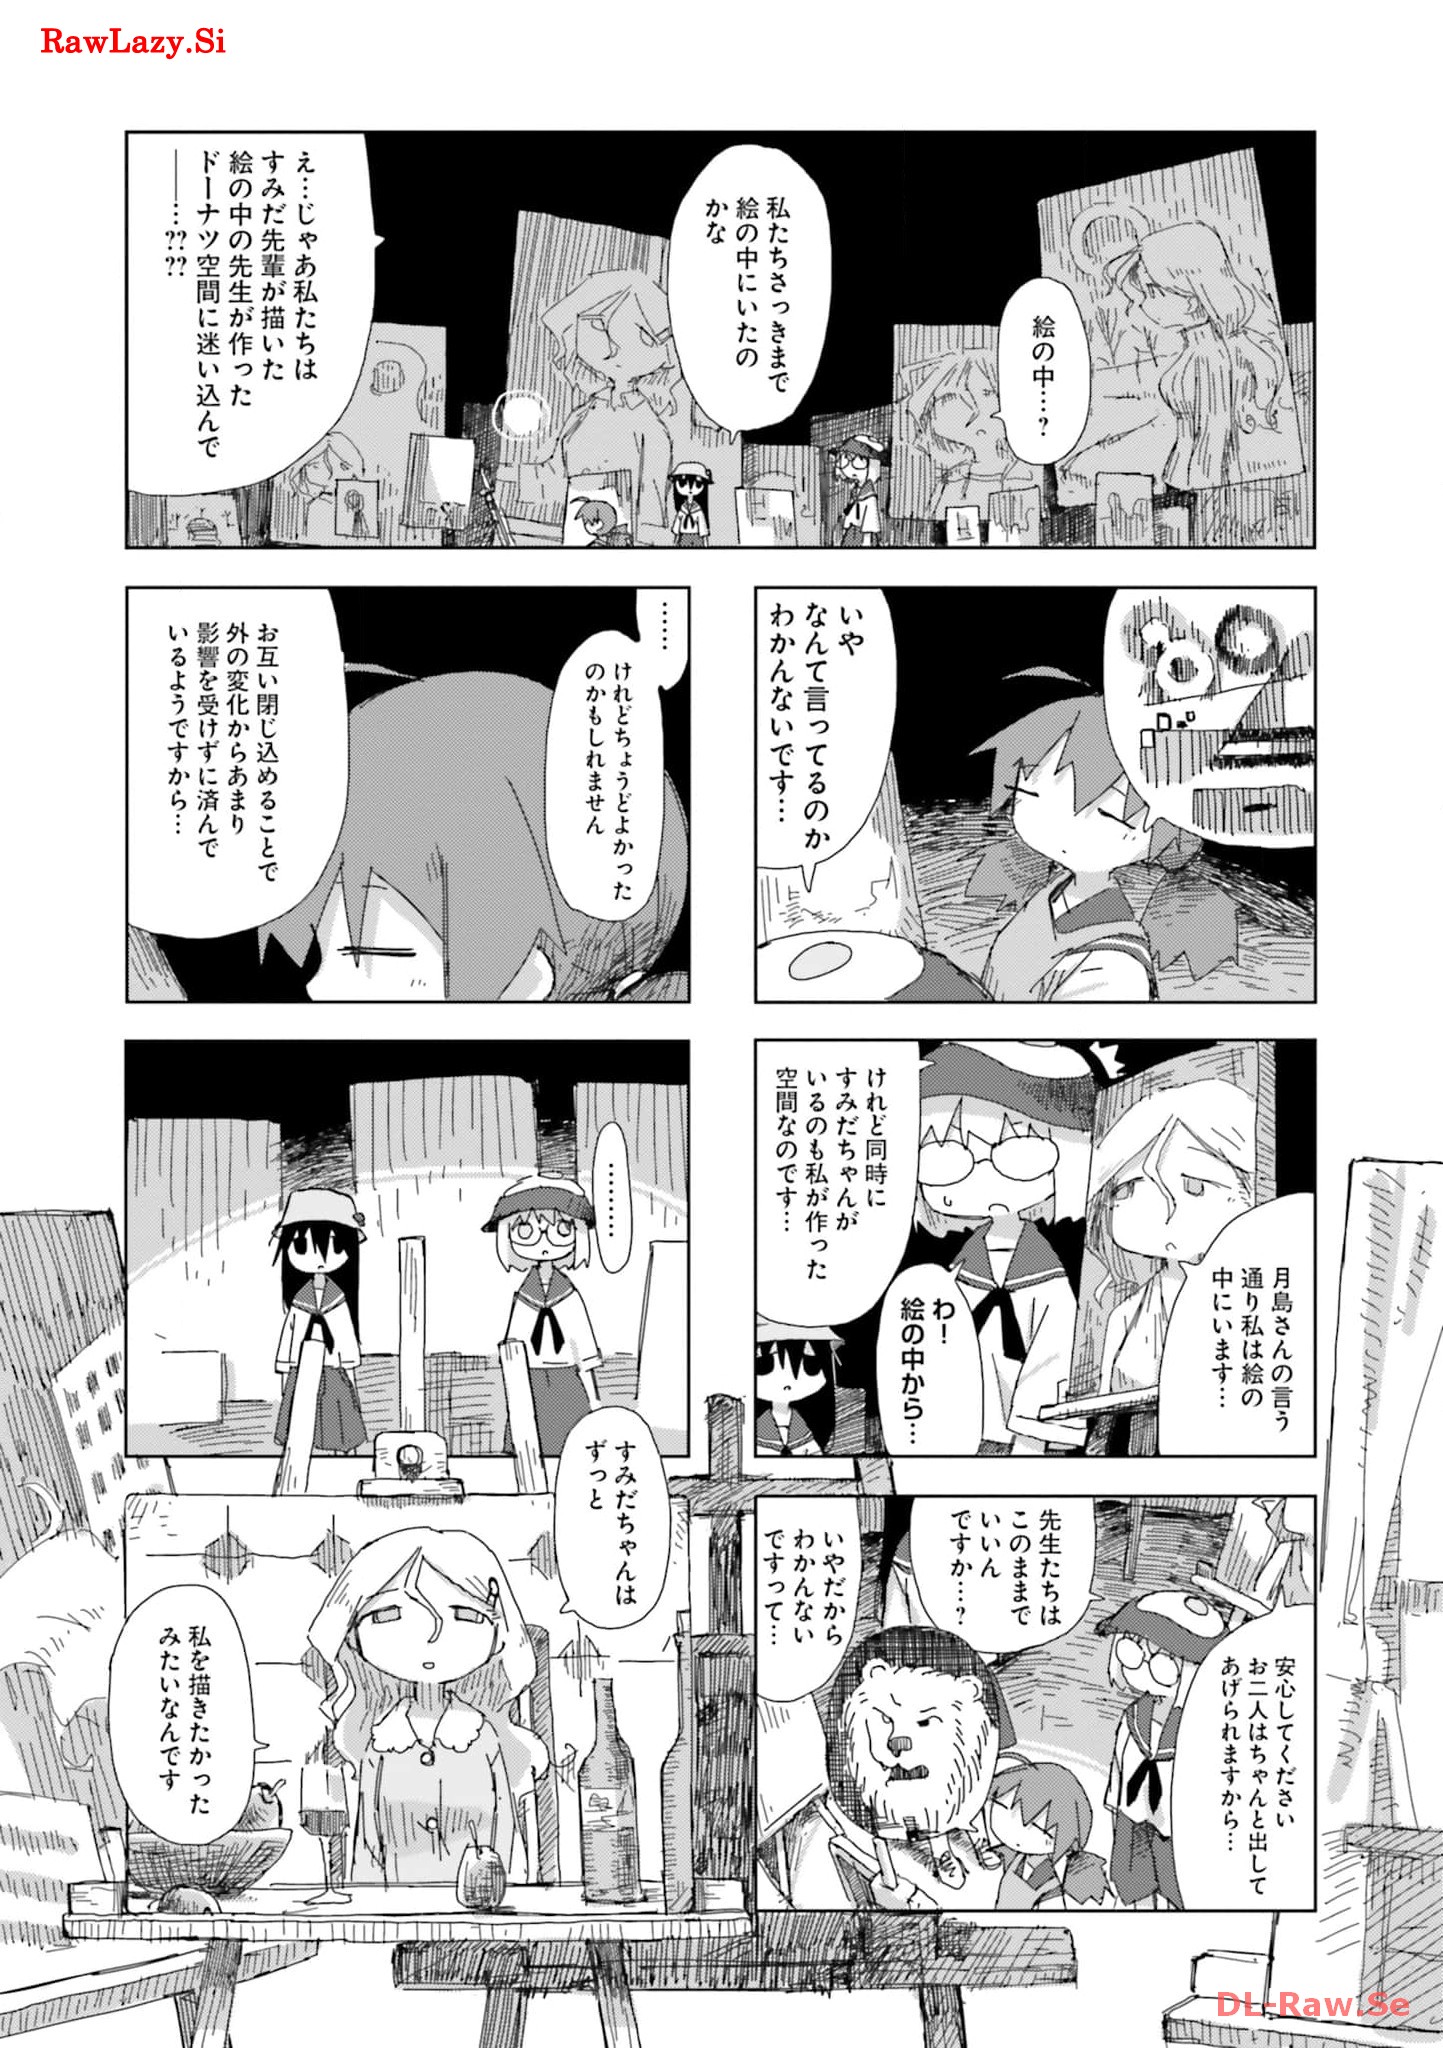 RawLazy.Si
絵の中…?
私たちさっきまで
絵の中にいたの
かな
え…じゃあ私たちは
すみだ先輩が描いた
絵の中の先生が作った
ドーナツ空間に迷い込んで
――…????
いや
なんて言ってるのか
わかんないです…
……
けれどちょうどよかった
のかもしれません
お互い閉じ込めることで
外の変化からあまり
影響を受けずに済んで
いるようですから…
月島さんの言う
通り私は絵の
中にいます…
わ!
絵の中から…
けれど同時に
すみだちゃんが
いるのも私が作った
空間なのです…
………
安心してください
お二人はちゃんと出して
あげられますから…
先生たちは
このままで
いいん
ですか…?
いやだから
わかんない
ですって…
すみだちゃんは
ずっと
私を描きたかった
みたいなんです
DL-Raw.Se